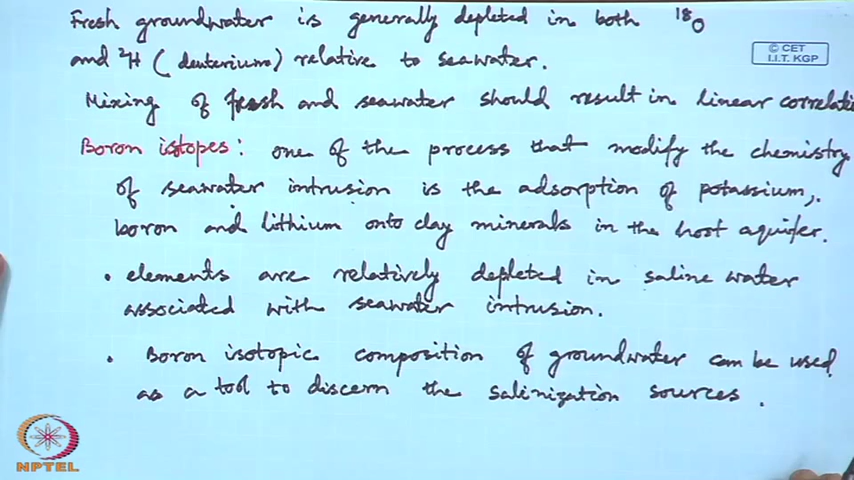 Fresh groundwater is generally depleted in both ¹⁸O
and ²H (deuterium) relative to seawater.
© CET
I.I.T. KGP
Mixing of fresh and seawater should result in linear correlati
Boron isotopes: one of the process that modify the chemistry
of seawater intrusion is the adsorption of potassium,
boron and lithium onto clay minerals in the host aquifer.
• elements are relatively depleted in saline water
associated with seawater intrusion.
• Boron isotopic composition of groundwater can be used
as a tool to discern the salinization sources.
NPTEL